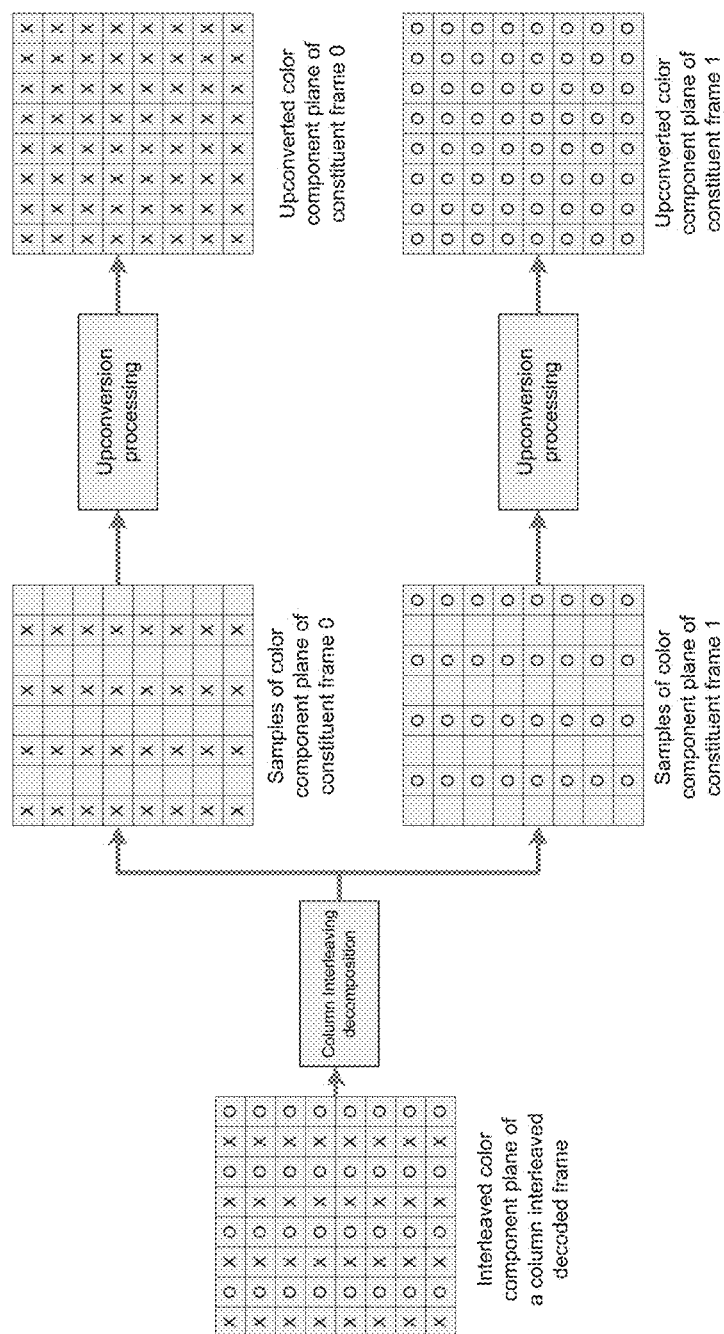 X O X O X O X O
X O X O X O X O
X O X O X O X O
X O X O X O X O
X O X O X O X O
X O X O X O X O
X O X O X O X O
X O X O X O X O
Interleaved color
component plane of
a column interleaved
decoded frame
Column Interleaving
decomposition
X X X X
X X X X
X X X X
X X X X
X X X X
X X X X
X X X X
X X X X
Samples of color
component plane of
constituent frame 0
Upconversion
processing
X X X X X X X X
X X X X X X X X
X X X X X X X X
X X X X X X X X
X X X X X X X X
X X X X X X X X
X X X X X X X X
X X X X X X X X
Upconverted color
component plane of
constituent frame 0
O O O O
O O O O
O O O O
O O O O
O O O O
O O O O
O O O O
O O O O
Samples of color
component plane of
constituent frame 1
Upconversion
processing
O O O O O O O O
O O O O O O O O
O O O O O O O O
O O O O O O O O
O O O O O O O O
O O O O O O O O
O O O O O O O O
O O O O O O O O
Upconverted color
component plane of
constituent frame 1